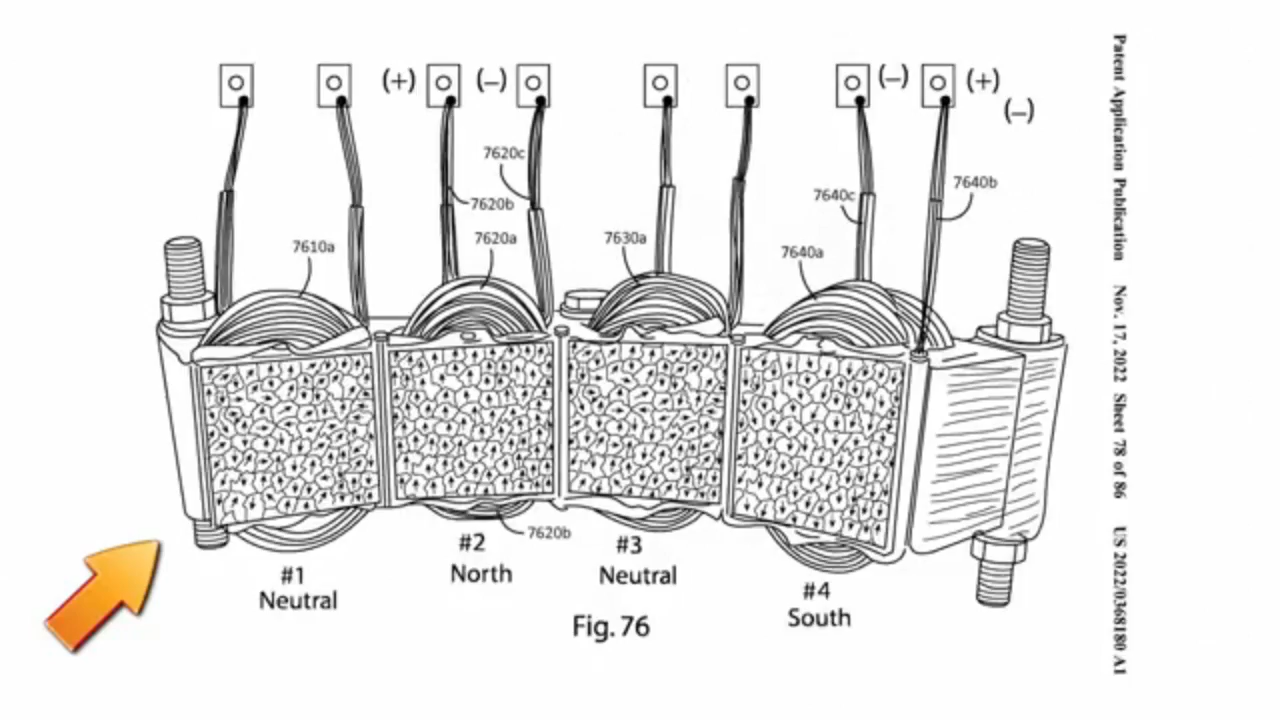 (+) (–) (–) (+)
(–)
7620c
7640c 7640b
7620b
7610a 7620a 7630a 7640a
7620b
#1
Neutral
#2
North
#3
Neutral
#4
South
Fig. 76
Patent Application Publication Nov. 17, 2022 Sheet 78 of 86 US 2022/0368180 A1